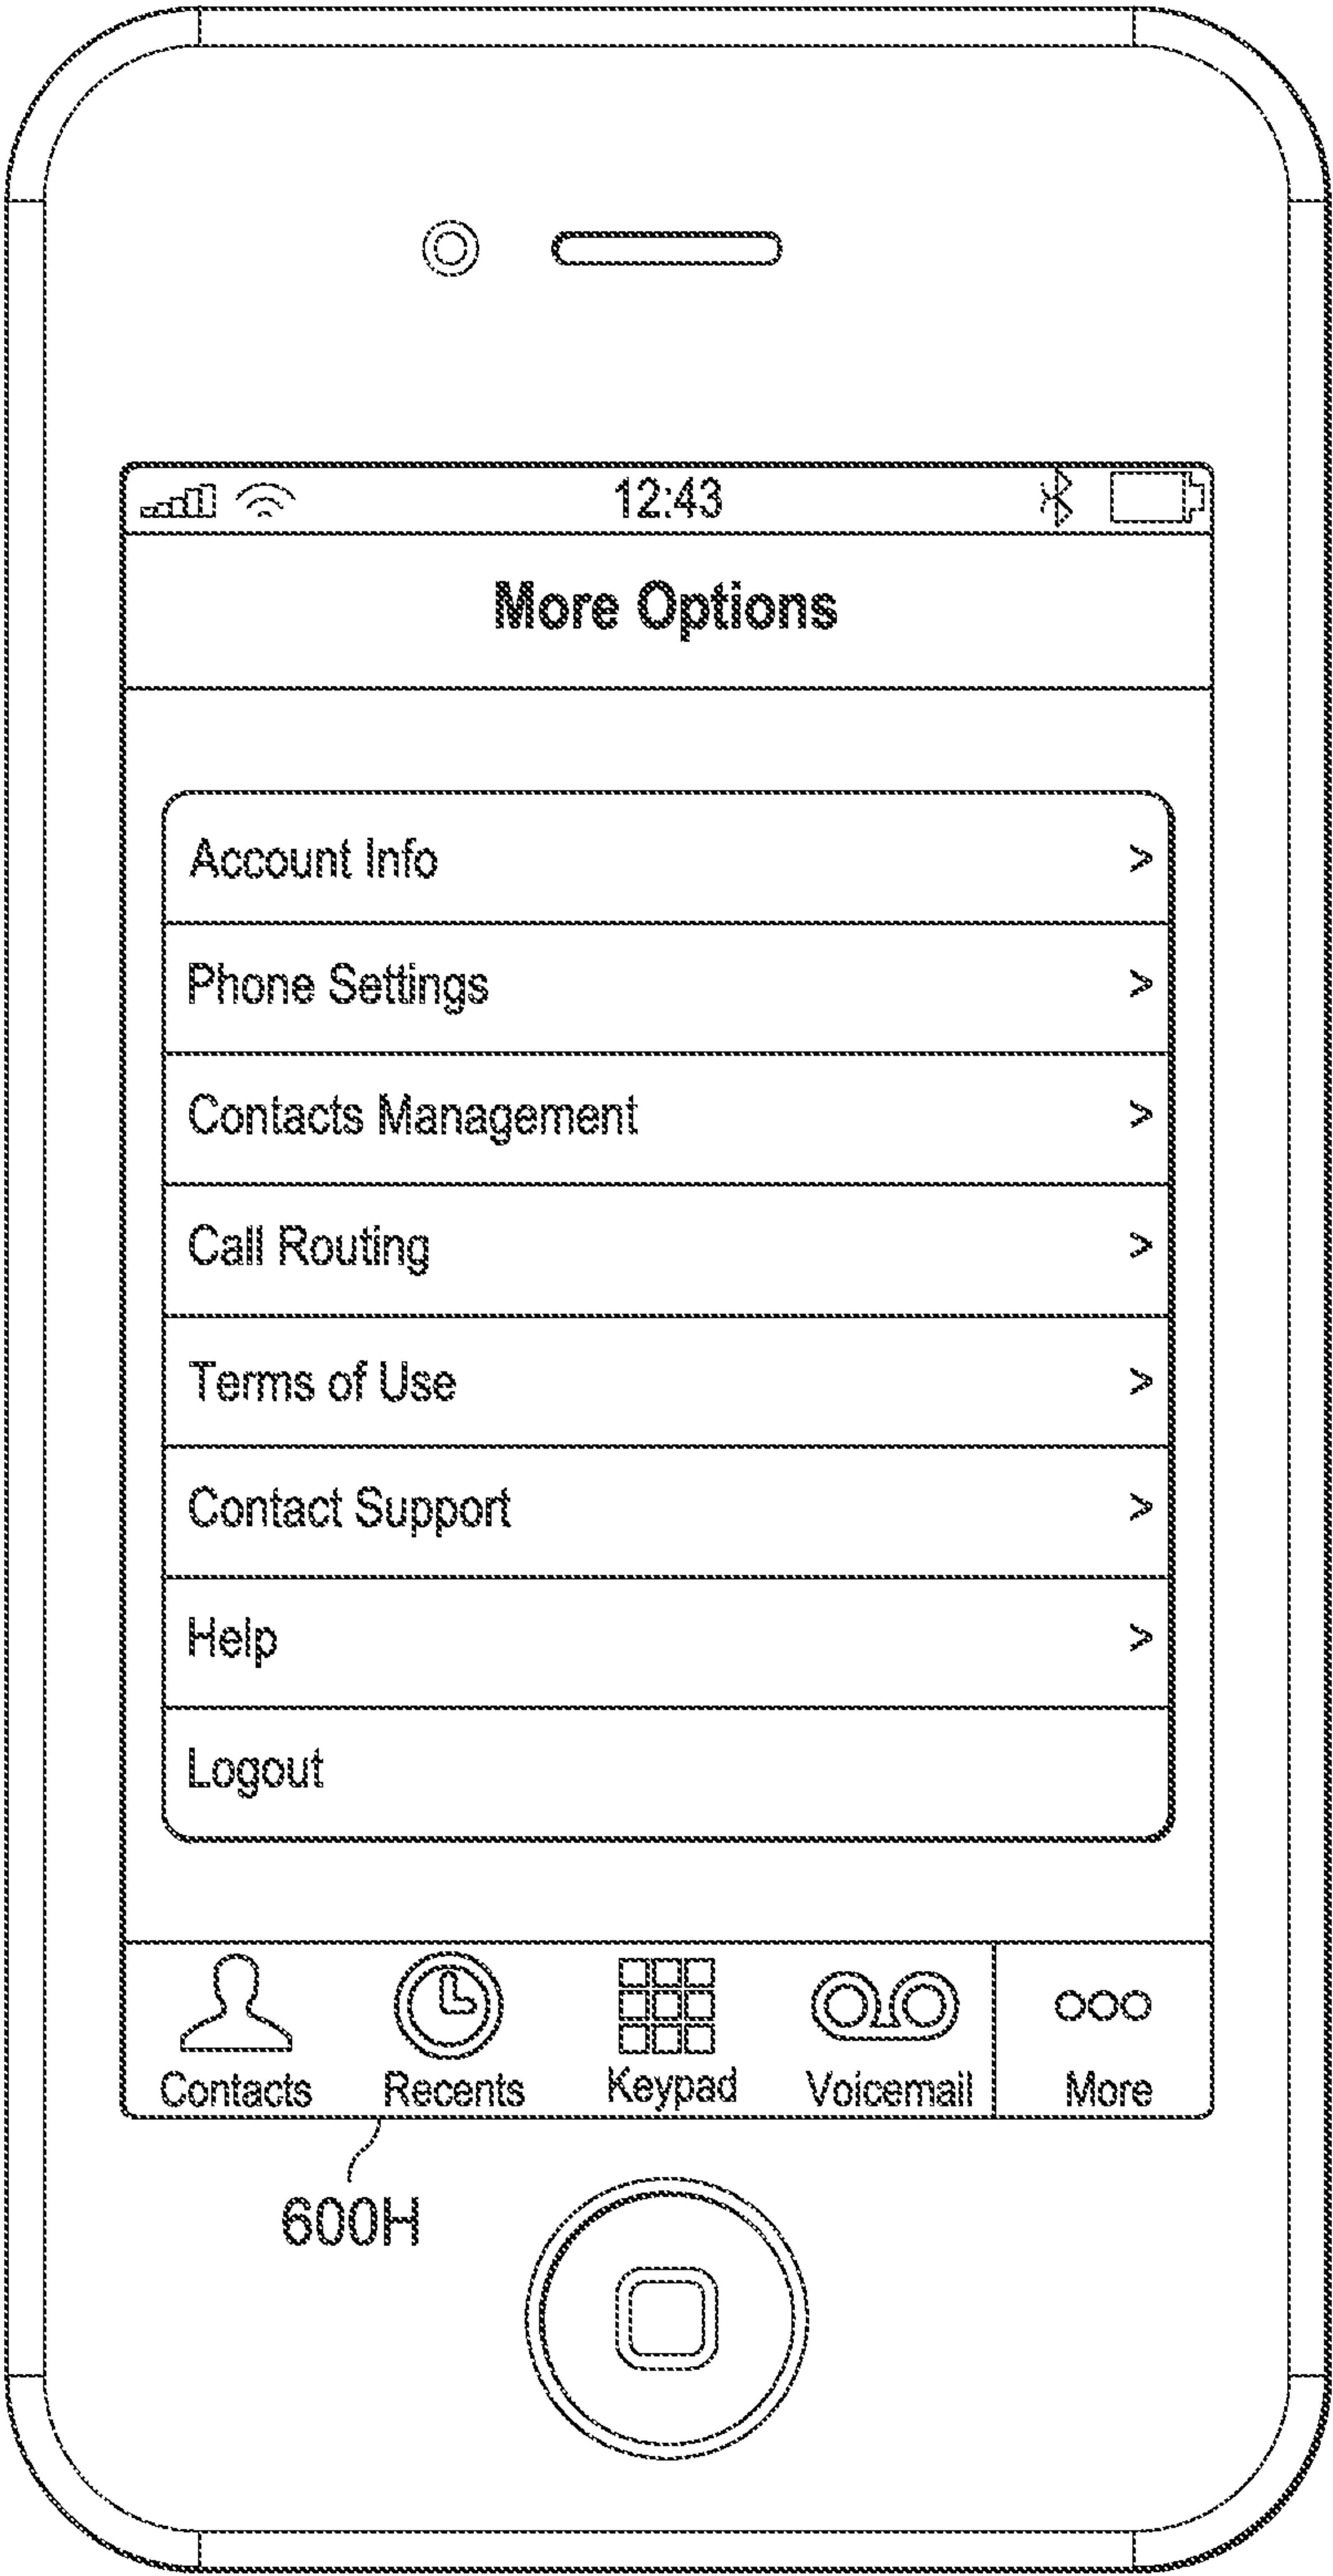 12:43
More Options
Account Info >
Phone Settings >
Contacts Management >
Call Routing >
Terms of Use >
Contact Support >
Help >
Logout
Contacts Recents Keypad Voicemail More
600H